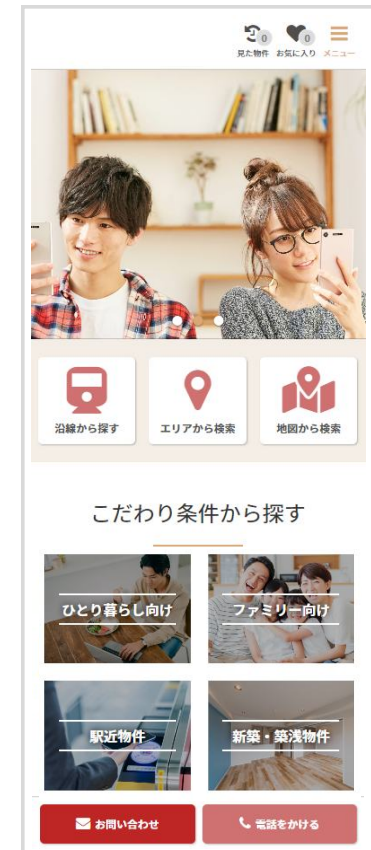 0
0
見た物件 お気に入り メニュー
沿線から探す
エリアから検索
地図から検索
こだわり条件から探す
ひとり暮らし向け
ファミリー向け
駅近物件
新築・築浅物件
お問い合わせ
電話をかける